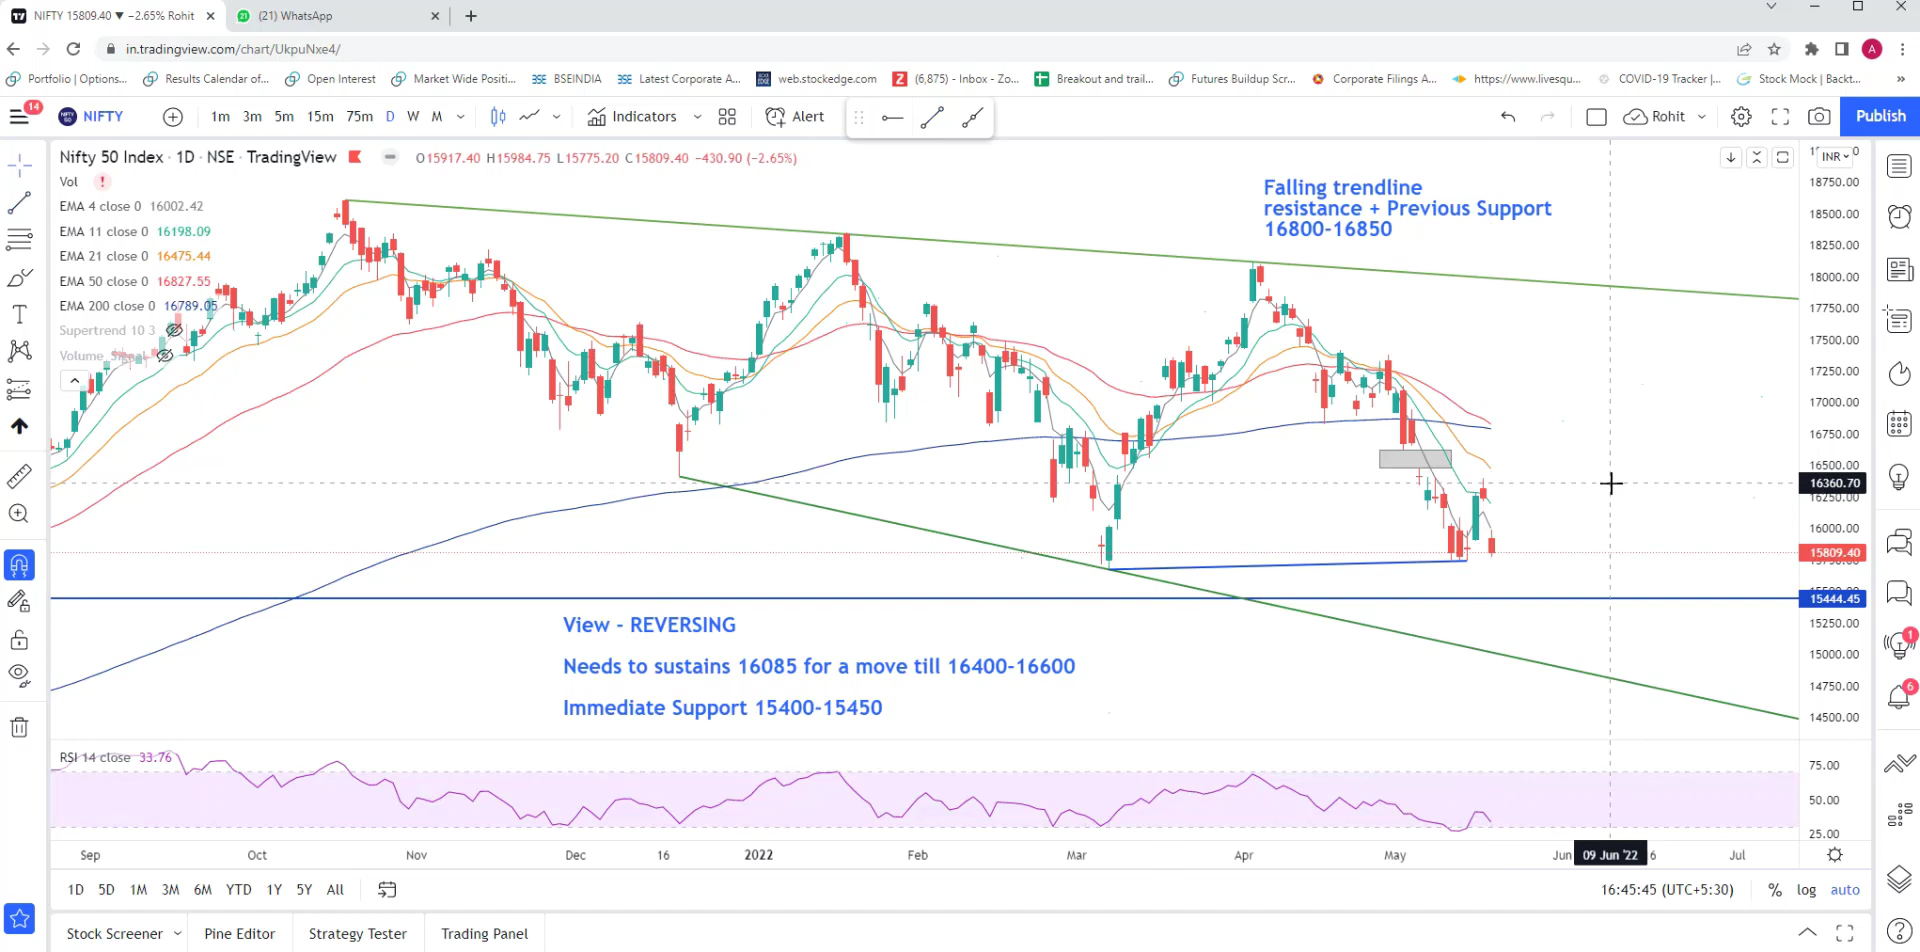 NIFTY 15809.40 ▼ −2.65% Rohit
(21) WhatsApp
in.tradingview.com/chart/UkpuNxe4/
A
Portfolio | Options...
Results Calendar of...
Open Interest
Market Wide Positi...
BSEINDIA
Latest Corporate A...
web.stockedge.com
(6,875) - Inbox - Zo...
Breakout and trail...
Futures Buildup Scr...
Corporate Filings A...
https://www.livesqu...
COVID-19 Tracker |...
Stock Mock | Backt...
14
NIFTY
1m 3m 5m 15m 75m D W M
Indicators
Alert
Rohit
Publish
Nifty 50 Index · 1D · NSE · TradingView
O15917.40 H15984.75 L15775.20 C15809.40 −430.90 (−2.65%)
INR
Vol
EMA 4 close 0 16002.42
EMA 11 close 0 16198.09
EMA 21 close 0 16475.44
EMA 50 close 0 16827.55
EMA 200 close 0 16789.05
Supertrend 10 3
Falling trendline
resistance + Previous Support
16800-16850
18750.00
18500.00
18250.00
18000.00
17750.00
17500.00
17250.00
17000.00
16750.00
16500.00
16360.70
16250.00
16000.00
15809.40
15444.45
15250.00
15000.00
14750.00
14500.00
View - REVERSING
Needs to sustains 16085 for a move till 16400-16600
Immediate Support 15400-15450
1
6
RSI 14 close 33.76
75.00
50.00
25.00
Sep Oct Nov Dec 16 2022 Feb Mar Apr May Jun 09 Jun '22 6 Jul
1D 5D 1M 3M 6M YTD 1Y 5Y All
16:45:45 (UTC+5:30)
% log auto
Stock Screener
Pine Editor
Strategy Tester
Trading Panel